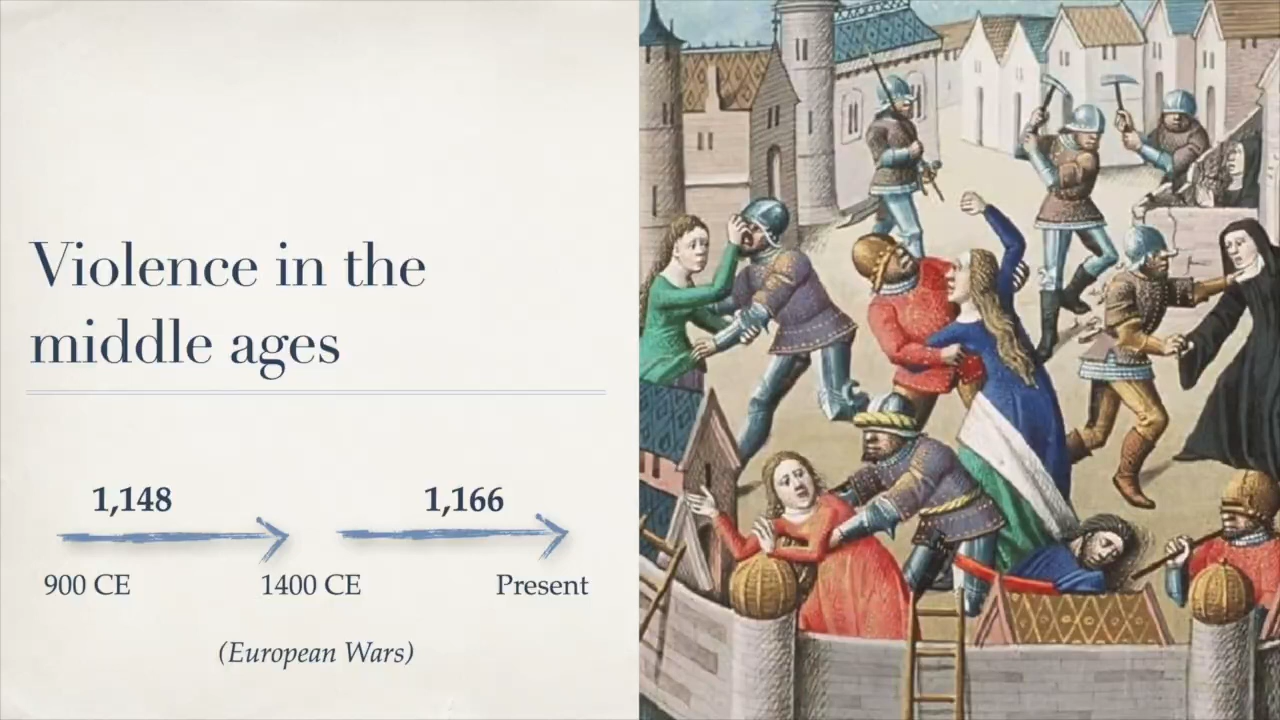 Violence in the
middle ages
1,148
1,166
900 CE
1400 CE
Present
(European Wars)